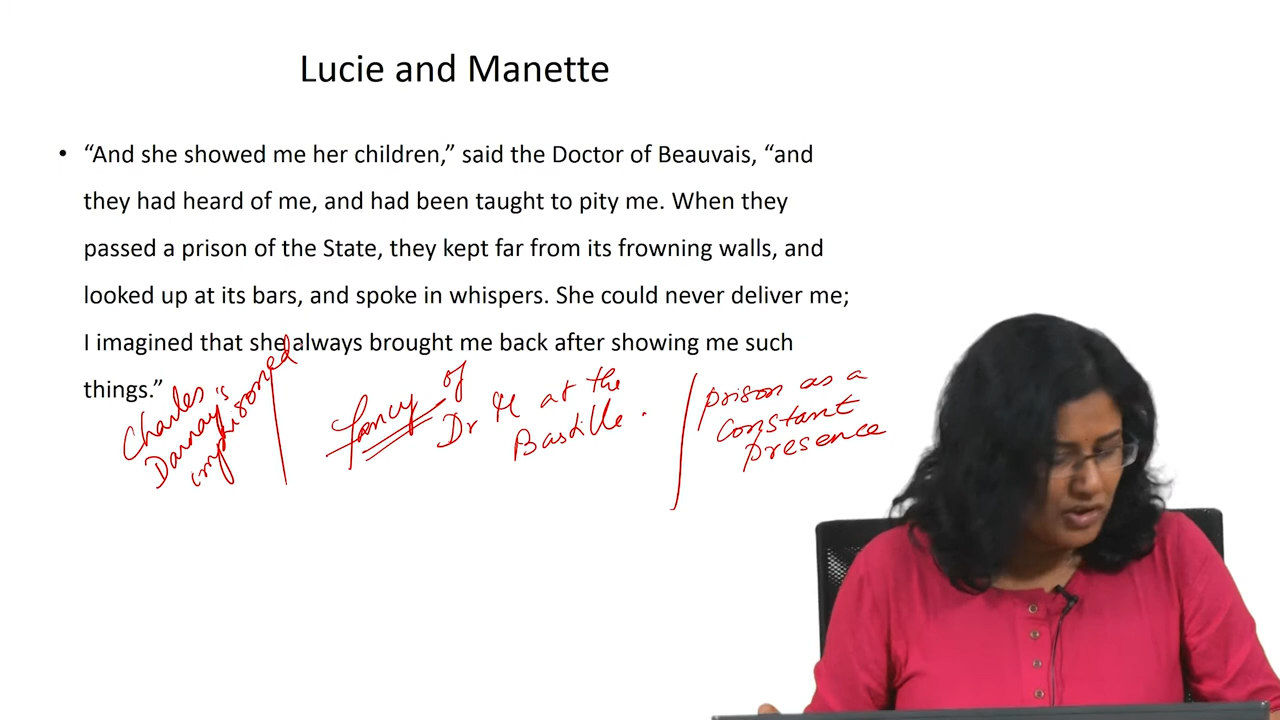 Lucie and Manette
• “And she showed me her children,” said the Doctor of Beauvais, “and
they had heard of me, and had been taught to pity me. When they
passed a prison of the State, they kept far from its frowning walls, and
looked up at its bars, and spoke in whispers. She could never deliver me;
I imagined that she always brought me back after showing me such
things.”
Charles
Darnay's
imprisoned
fancy of
Dr M at the
Bastille.
prison as a
constant
presence